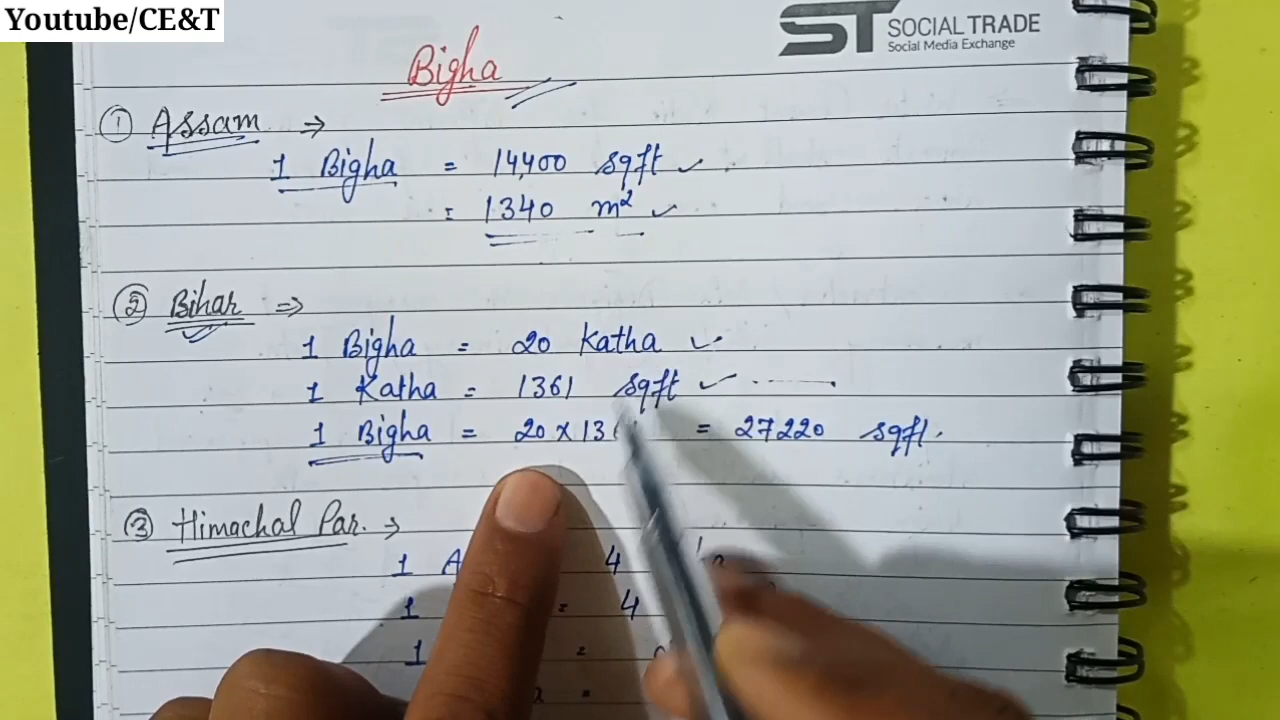 Youtube/CE&T
ST SOCIAL TRADE
Social Media Exchange
Bigha
① Assam ⇒
1 Bigha = 14,400 sqft ✓
= 1340 m² ✓
② Bihar ⇒
1 Bigha = 20 Katha ✓
1 Katha = 1361 sqft ✓
1 Bigha = 20 × 13 = 27220 sqft.
③ Himachal Par. →
1 A 4
1 = 4
1 =
=